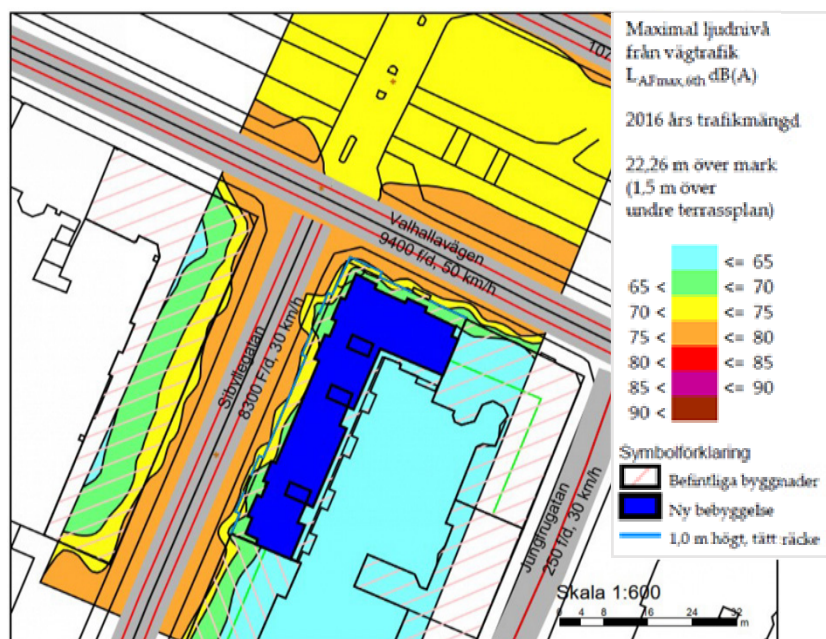 Maximal ljudnivå
från vägtrafik
LAFmax,6th dB(A)
2016 års trafikmängd
22,26 m över mark
(1,5 m över
undre terrassplan)
<= 65
65 < <= 70
70 < <= 75
75 < <= 80
80 < <= 85
85 < <= 90
90 <
Symbolförklaring
Befintliga byggnader
Ny bebyggelse
1,0 m högt, tätt räcke
Valhallavägen
9400 f/d, 50 km/h
Sibyllegatan
8300 F/d, 30 km/h
Jungfrugatan
250 f/d, 30 km/h
Skala 1:600
0 4 8 16 24 32
m